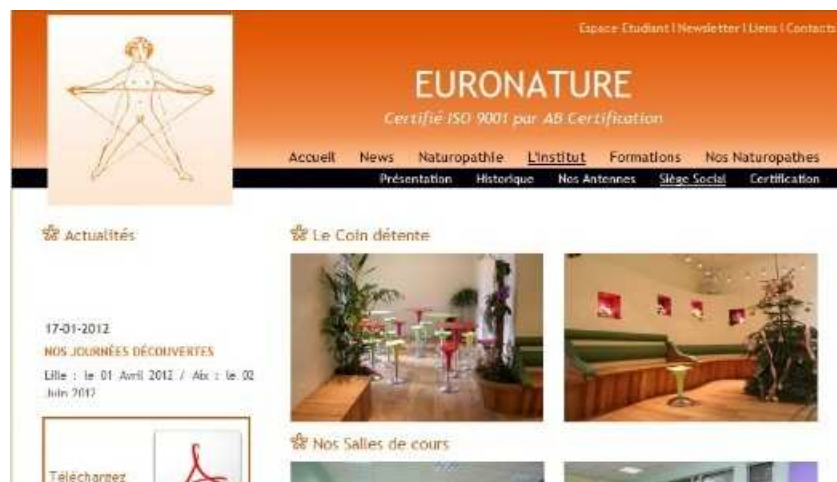 Espace Etudiant | Newsletter | Liens | Contacts
EURONATURE
Certifié ISO 9001 par AB Certification
Accueil News Naturopathie L'institut Formations Nos Naturopathes
Présentation Historique Nos Antennes Siège Social Certification
Actualités
17-01-2012
NOS JOURNÉES DÉCOUVERTES
Lille : le 01 Avril 2012 / Aix : le 02
Juin 2012
Téléchargez
Le Coin détente
Nos Salles de cours